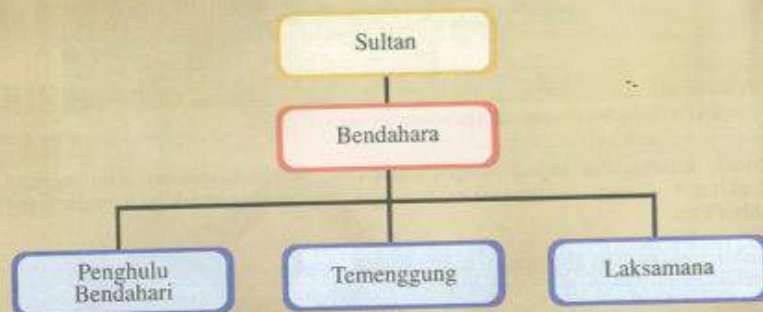 Sultan
Bendahara
Penghulu
Bendahari
Temenggung
Laksamana